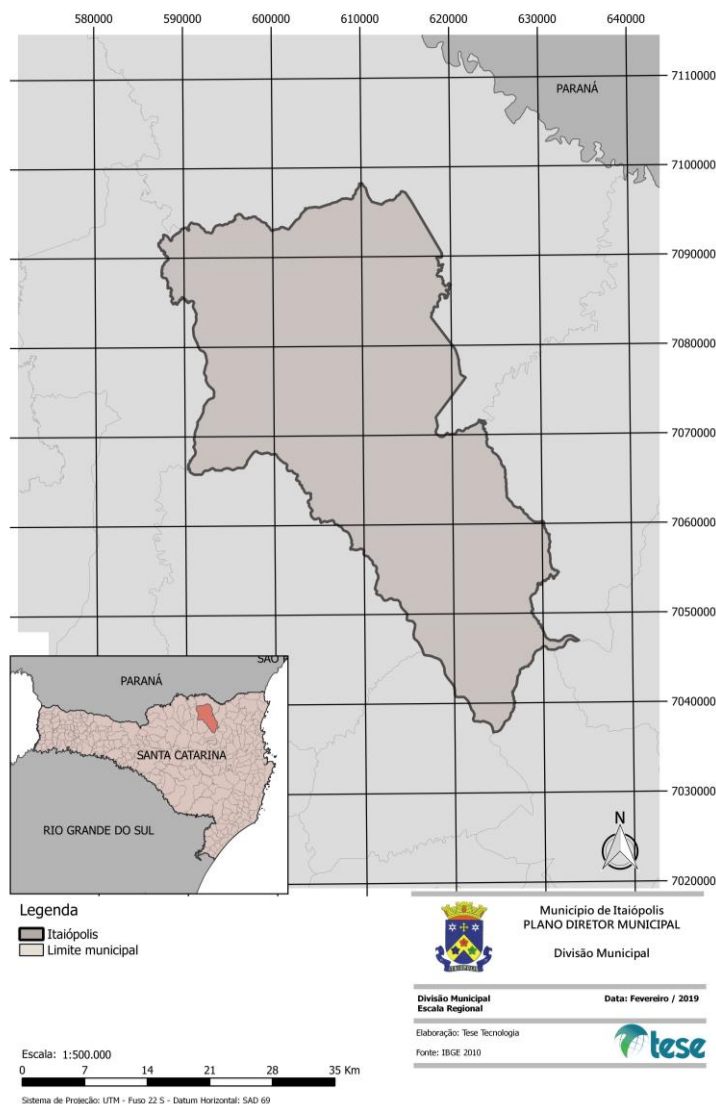 580000 590000 600000 610000 620000 630000 640000
7110000
PARANÁ
7100000
7090000
7080000
7070000
7060000
7050000
7040000
7030000
7020000
PARANÁ
SANTA CATARINA
RIO GRANDE DO SUL
N
Legenda
Itaiópolis
Limite municipal
Município de Itaiópolis
PLANO DIRETOR MUNICIPAL
Divisão Municipal
ITAIÓPOLIS
Divisão Municipal
Escala Regional
Data: Fevereiro / 2019
Elaboração: Tese Tecnologia
Fonte: IBGE 2010
tese
Escala: 1:500.000
0 7 14 21 28 35 Km
Sistema de Projeção: UTM - Fuso 22 S - Datum Horizontal: SAD 69